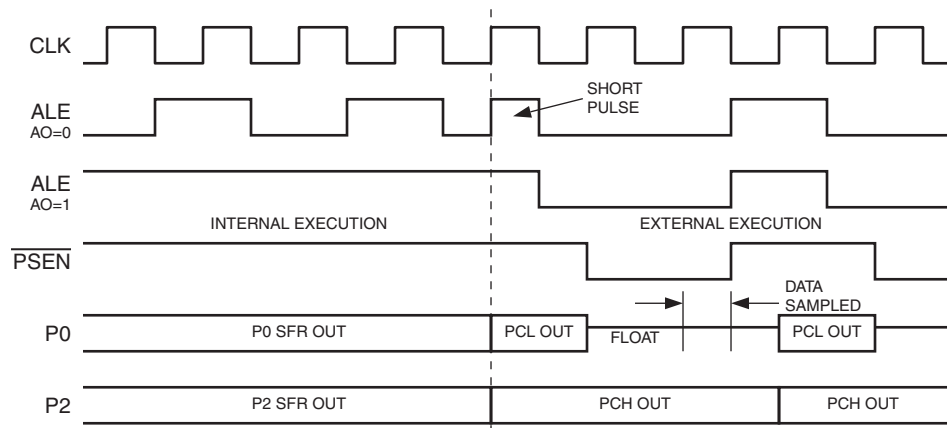 CLK
ALE
AO=0
SHORT
PULSE
ALE
AO=1
INTERNAL EXECUTION
EXTERNAL EXECUTION
PSEN
DATA
SAMPLED
P0
P0 SFR OUT
PCL OUT
FLOAT
PCL OUT
P2
P2 SFR OUT
PCH OUT
PCH OUT